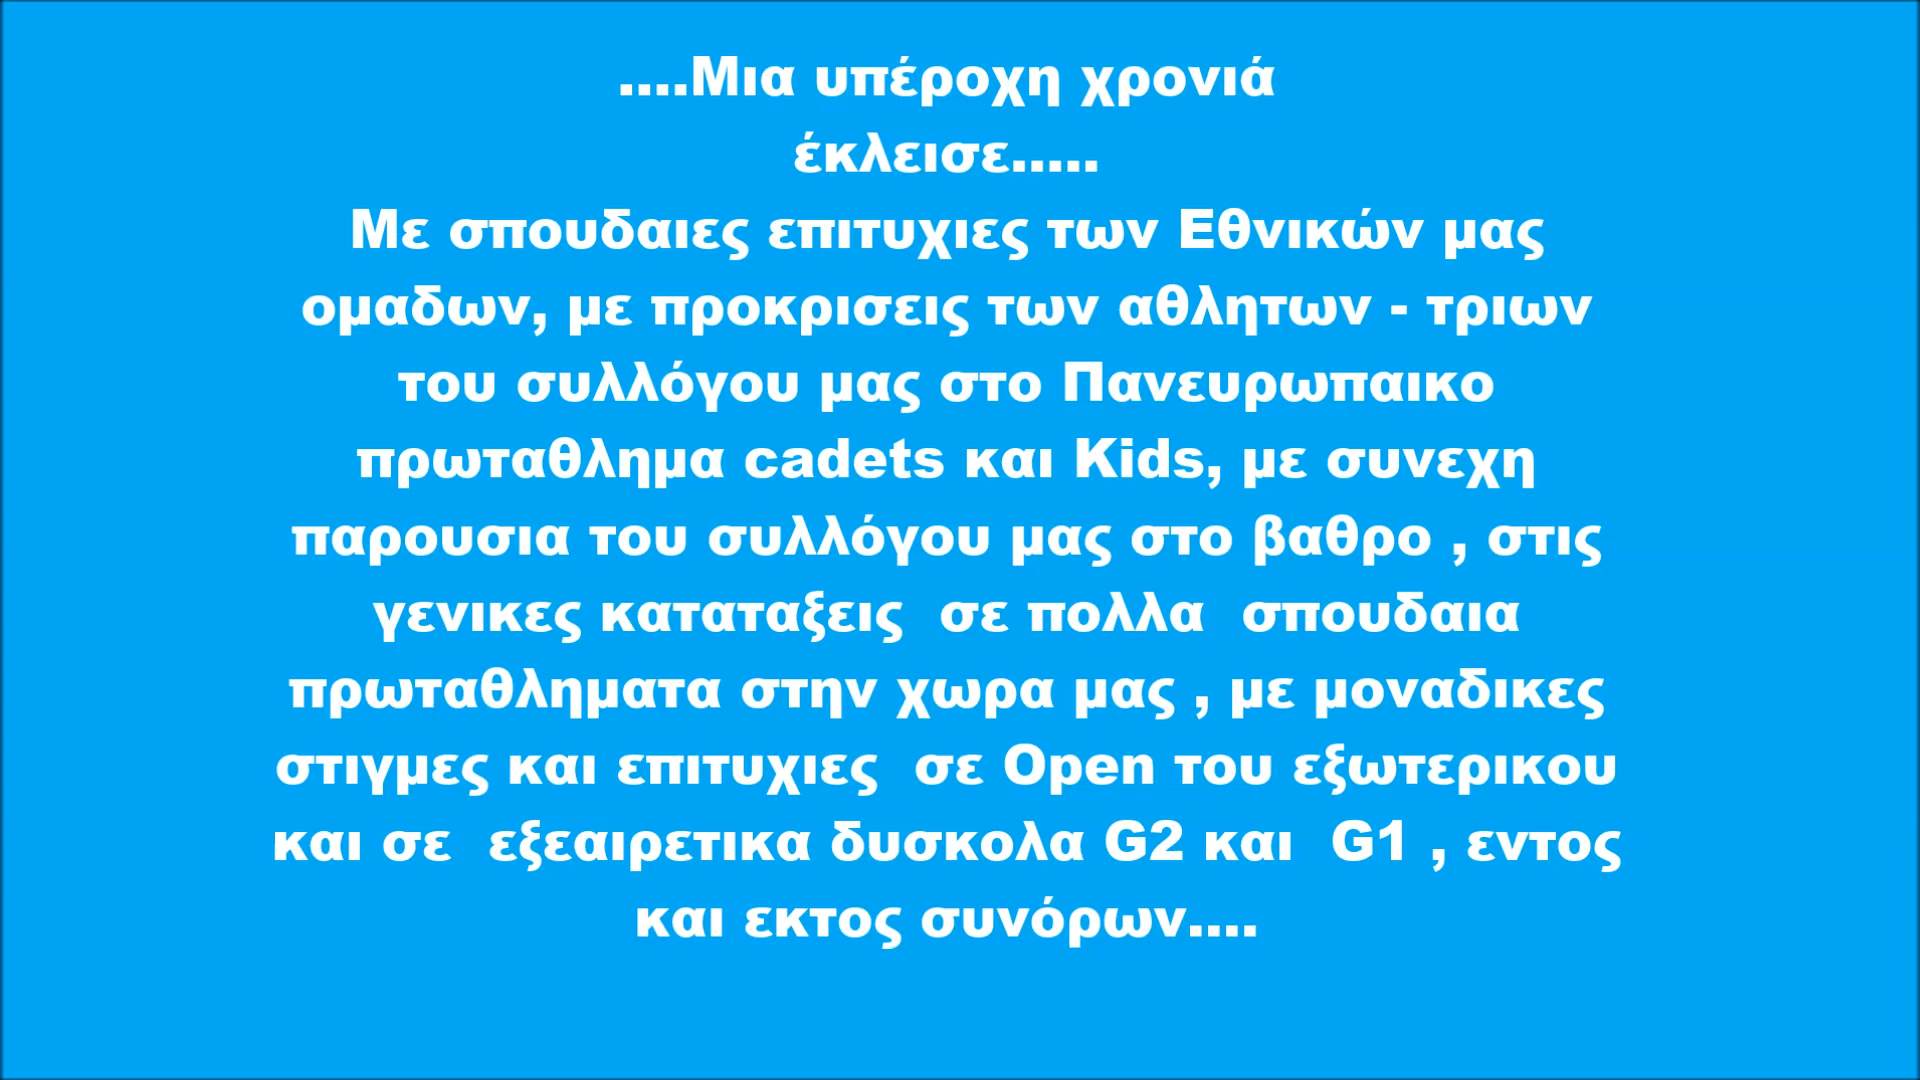 ....Μια υπέροχη χρονιά
έκλεισε.....
Με σπουδαιες επιτυχιες των Εθνικών μας
ομαδων, με προκρισεις των αθλητων - τριων
του συλλόγου μας στο Πανευρωπαικο
πρωταθλημα cadets και Kids, με συνεχη
παρουσια του συλλόγου μας στο βαθρο , στις
γενικες καταταξεις  σε πολλα  σπουδαια
πρωταθληματα στην χωρα μας , με μοναδικες
στιγμες και επιτυχιες  σε Open του εξωτερικου
και σε  εξεαιρετικα δυσκολα G2 και  G1 , εντος
και εκτος συνόρων....